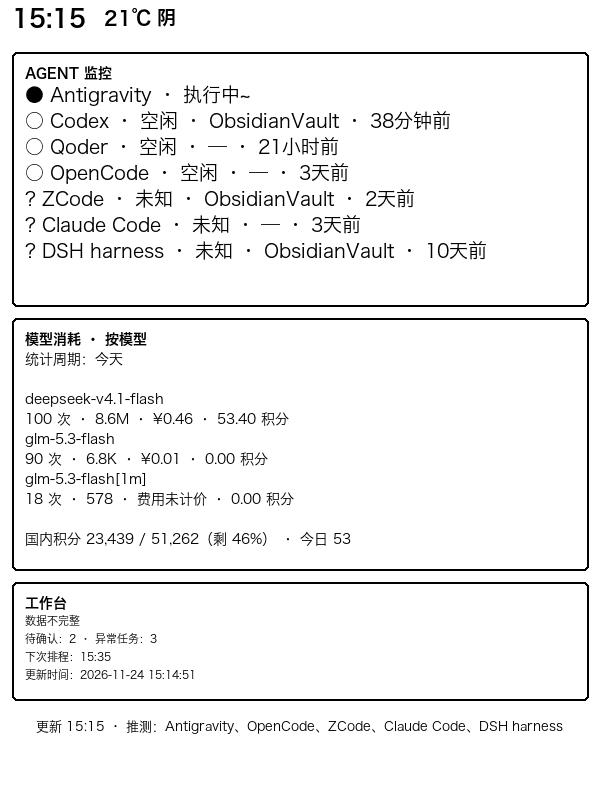 15:15 21℃ 阴
AGENT 监控
● Antigravity · 执行中~
○ Codex · 空闲 · ObsidianVault · 38分钟前
○ Qoder · 空闲 · — · 21小时前
○ OpenCode · 空闲 · — · 3天前
? ZCode · 未知 · ObsidianVault · 2天前
? Claude Code · 未知 · — · 3天前
? DSH harness · 未知 · ObsidianVault · 10天前
模型消耗 · 按模型
统计周期：今天
deepseek-v4.1-flash
100 次 · 8.6M · ¥0.46 · 53.40 积分
glm-5.3-flash
90 次 · 6.8K · ¥0.01 · 0.00 积分
glm-5.3-flash[1m]
18 次 · 578 · 费用未计价 · 0.00 积分
国内积分 23,439 / 51,262（剩 46%） · 今日 53
工作台
数据不完整
待确认：2 · 异常任务：3
下次排程：15:35
更新时间：2026-11-24 15:14:51
更新 15:15 · 推测：Antigravity、OpenCode、ZCode、Claude Code、DSH harness